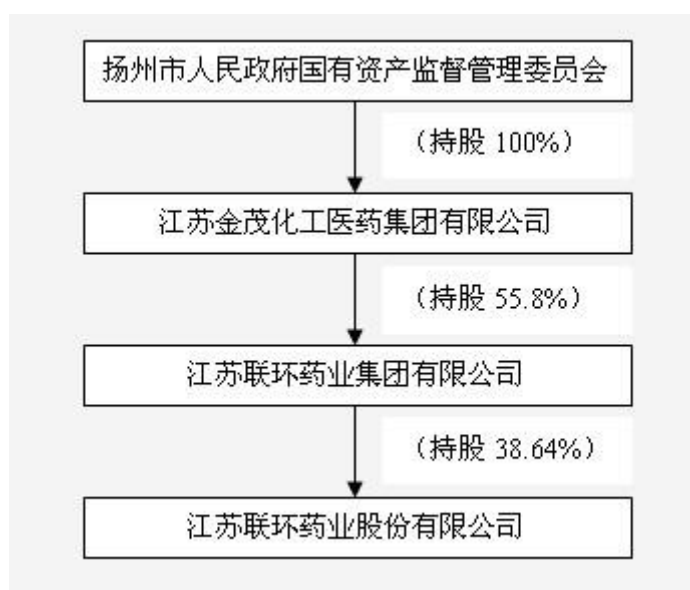 扬州市人民政府国有资产监督管理委员会
（持股 100%）
江苏金茂化工医药集团有限公司
（持股 55.8%）
江苏联环药业集团有限公司
（持股 38.64%）
江苏联环药业股份有限公司